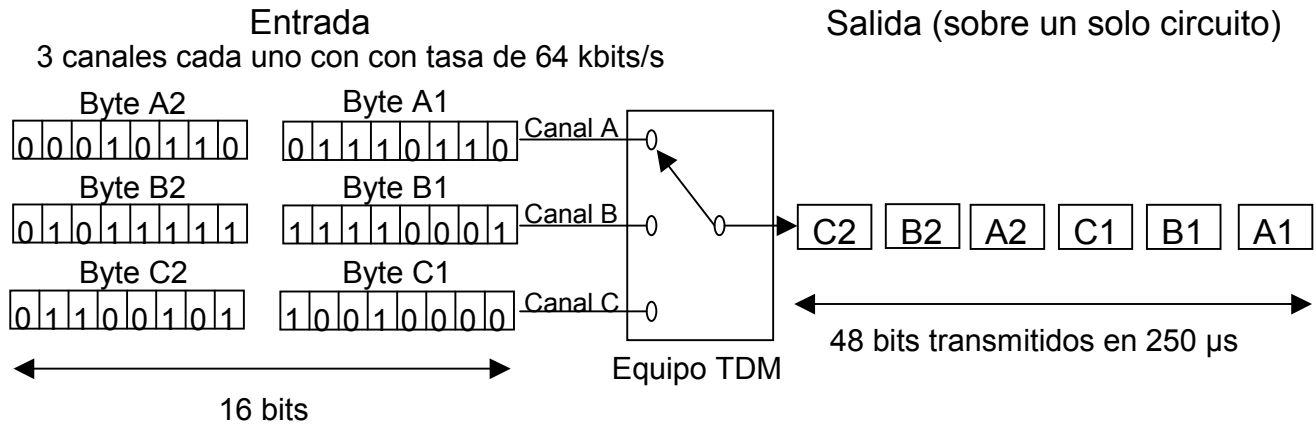 Entrada
Salida (sobre un solo circuito)
3 canales cada uno con con tasa de 64 kbits/s
Byte A2
Byte A1
0 0 0 1 0 1 1 0
0 1 1 1 0 1 1 0
Canal A
Byte B2
Byte B1
0 1 0 1 1 1 1 1
1 1 1 1 0 0 0 1
Canal B
C2 B2 A2 C1 B1 A1
Byte C2
Byte C1
0 1 1 0 0 1 0 1
1 0 0 1 0 0 0 0
Canal C
48 bits transmitidos en 250 µs
Equipo TDM
16 bits